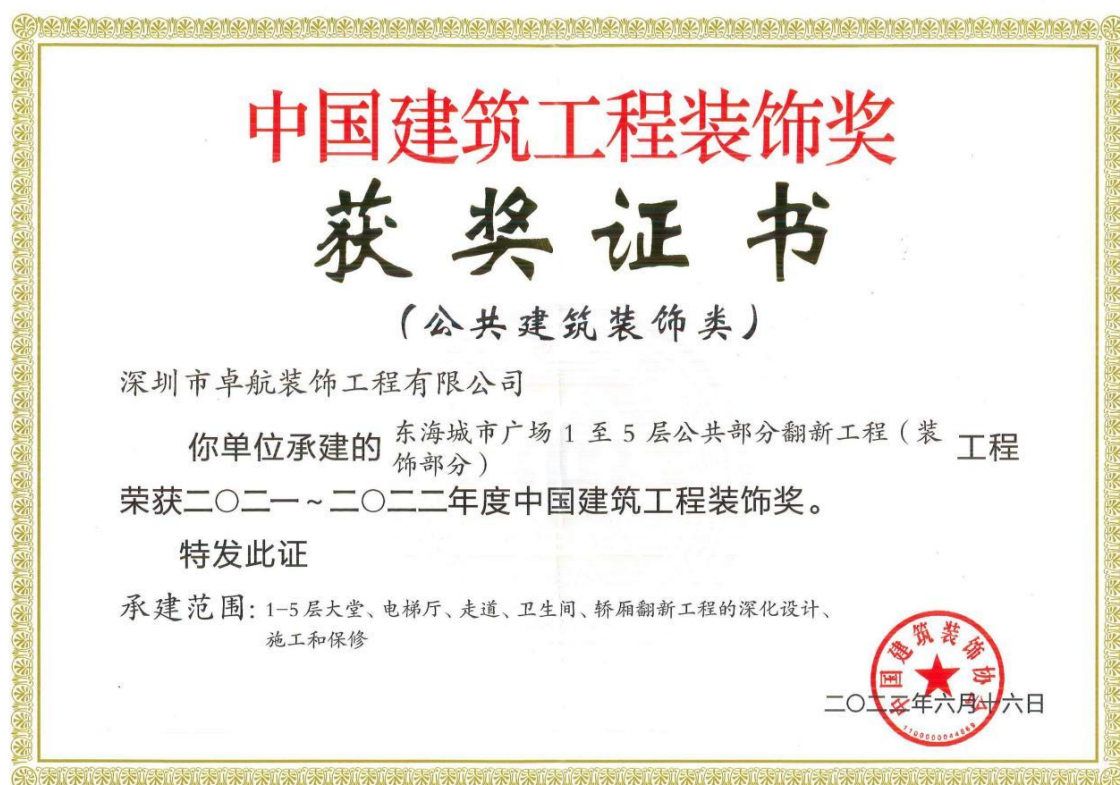 中国建筑工程装饰奖
获奖证书
(公共建筑装饰类)
深圳市卓航装饰工程有限公司
你单位承建的 东海城市广场 1 至 5 层公共部分翻新工程(装
饰部分) 工程
荣获二〇二一~二〇二二年度中国建筑工程装饰奖。
特发此证
承建范围: 1-5层大堂、电梯厅、走道、卫生间、轿厢翻新工程的深化设计、
施工和保修
中国建筑装饰协会
年六月十六日